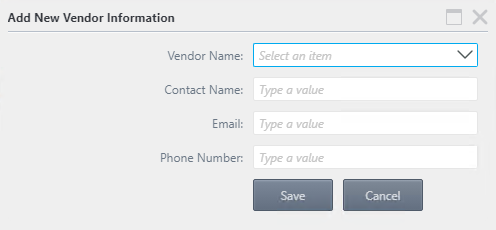 Add New Vendor Information
Vendor Name: Select an item
Contact Name: Type a value
Email: Type a value
Phone Number: Type a value
Save Cancel